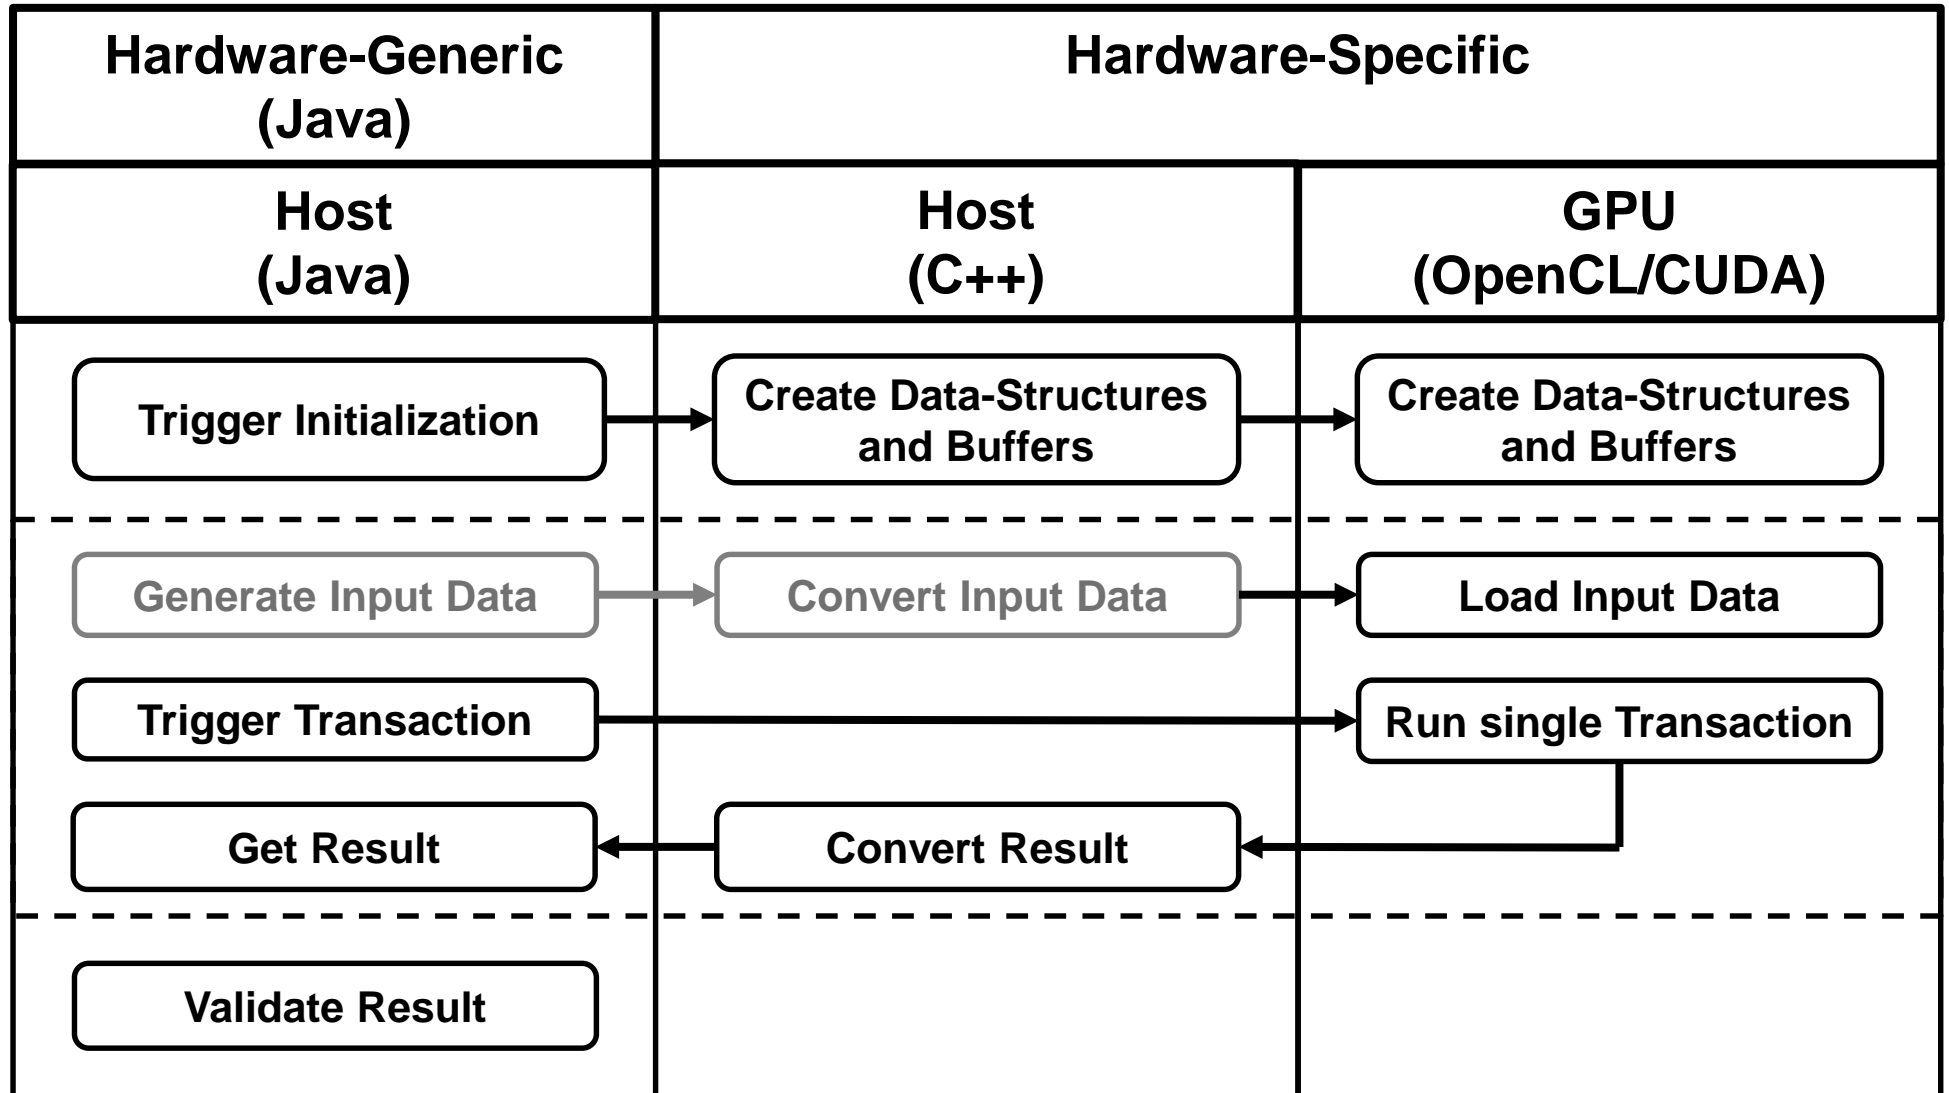 Hardware-Generic
(Java)
Hardware-Specific
Host
(Java)
Host
(C++)
GPU
(OpenCL/CUDA)
Trigger Initialization
Create Data-Structures
and Buffers
Create Data-Structures
and Buffers
Generate Input Data
Convert Input Data
Load Input Data
Trigger Transaction
Run single Transaction
Get Result
Convert Result
Validate Result